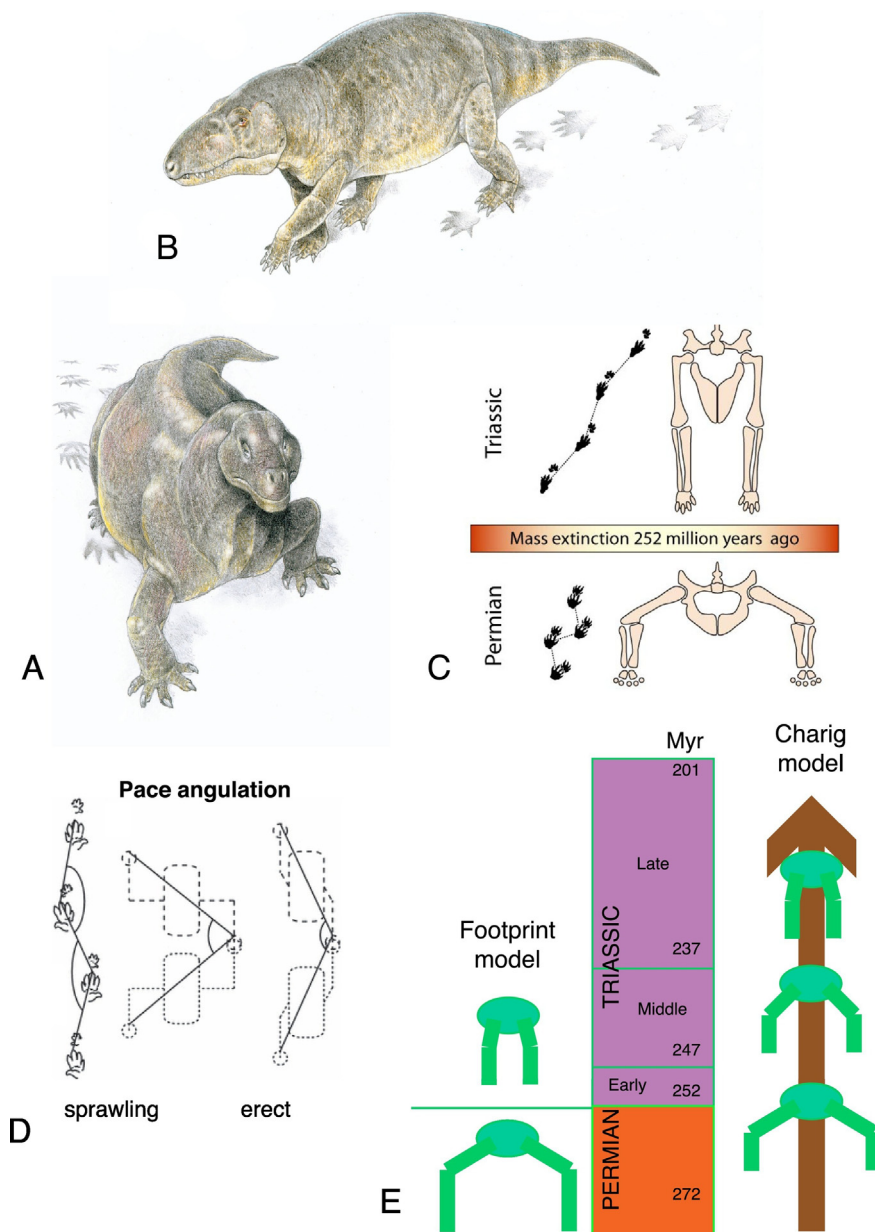 B
A
Triassic
Mass extinction 252 million years ago
Permian
C
Pace angulation
sprawling
erect
D
Myr
Charig
model
201
Late
Footprint
model
TRIASSIC
237
Middle
247
Early
252
PERMIAN
272
E